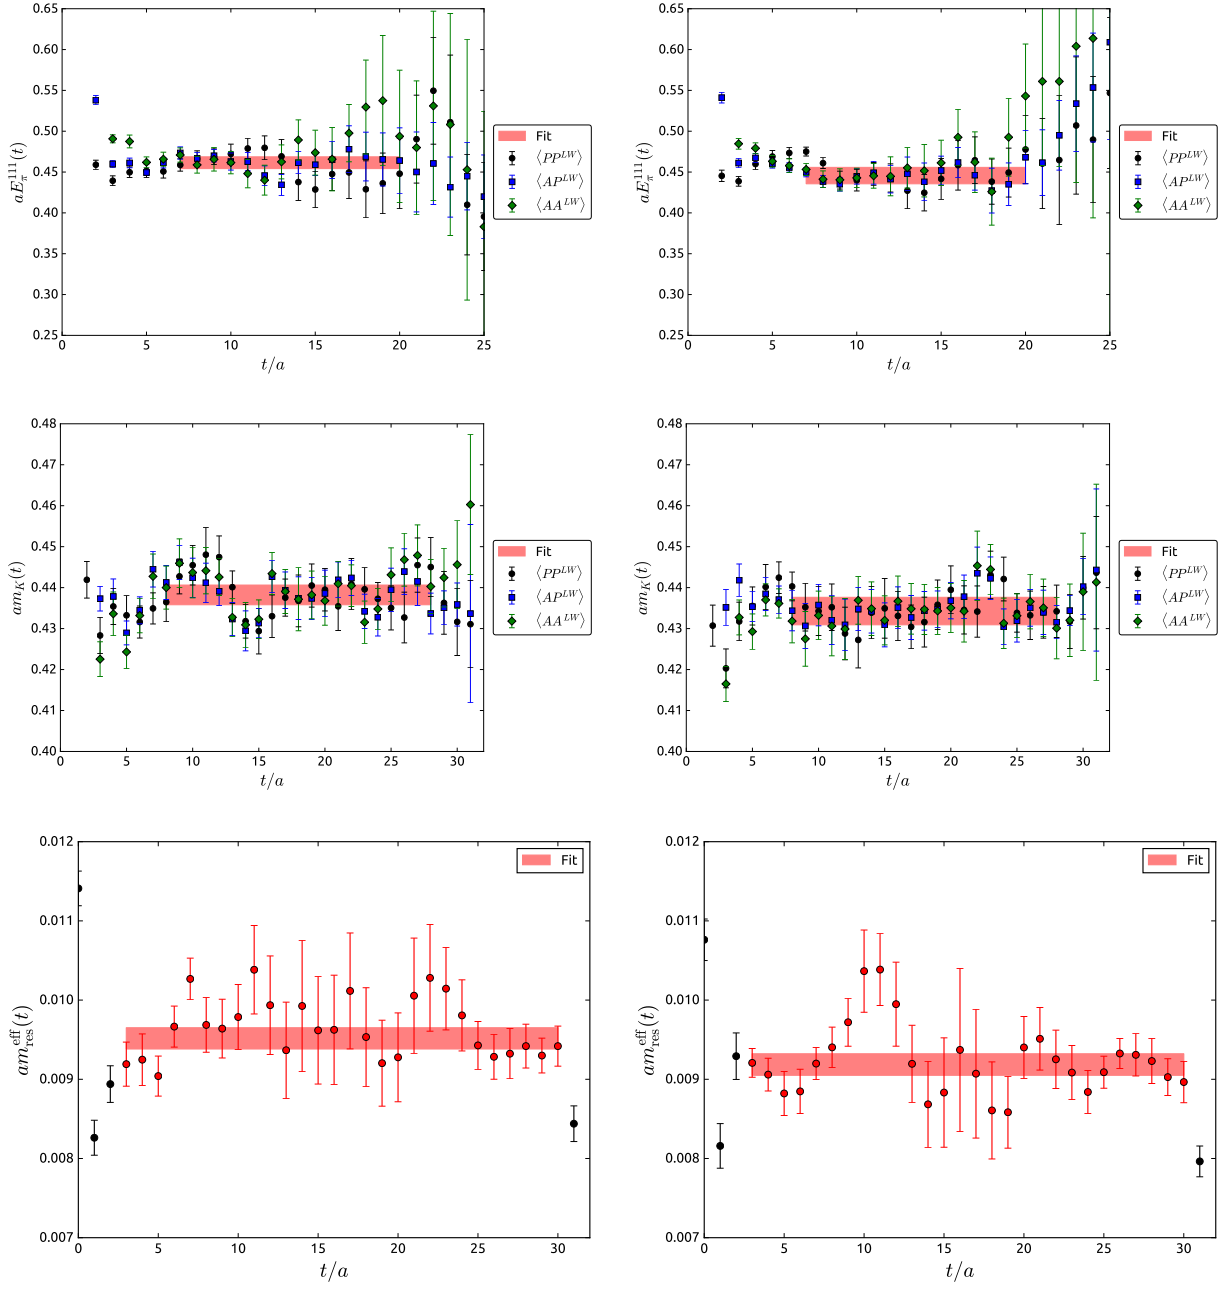 0.65
0.60
0.55
0.50
0.45
0.40
0.35
0.30
0.25
0 5 10 15 20 25
t/a
aE_π^111(t)
Fit
⟨PP^LW⟩
⟨AP^LW⟩
⟨AA^LW⟩
0.65
0.60
0.55
0.50
0.45
0.40
0.35
0.30
0.25
0 5 10 15 20 25
t/a
aE_π^111(t)
Fit
⟨PP^LW⟩
⟨AP^LW⟩
⟨AA^LW⟩
0.48
0.47
0.46
0.45
0.44
0.43
0.42
0.41
0.40
0 5 10 15 20 25 30
t/a
am_K(t)
Fit
⟨PP^LW⟩
⟨AP^LW⟩
⟨AA^LW⟩
0.48
0.47
0.46
0.45
0.44
0.43
0.42
0.41
0.40
0 5 10 15 20 25 30
t/a
am_K(t)
Fit
⟨PP^LW⟩
⟨AP^LW⟩
⟨AA^LW⟩
0.012
0.011
0.010
0.009
0.008
0.007
0 5 10 15 20 25 30
t/a
am_res^eff(t)
Fit
0.012
0.011
0.010
0.009
0.008
0.007
0 5 10 15 20 25 30
t/a
am_res^eff(t)
Fit